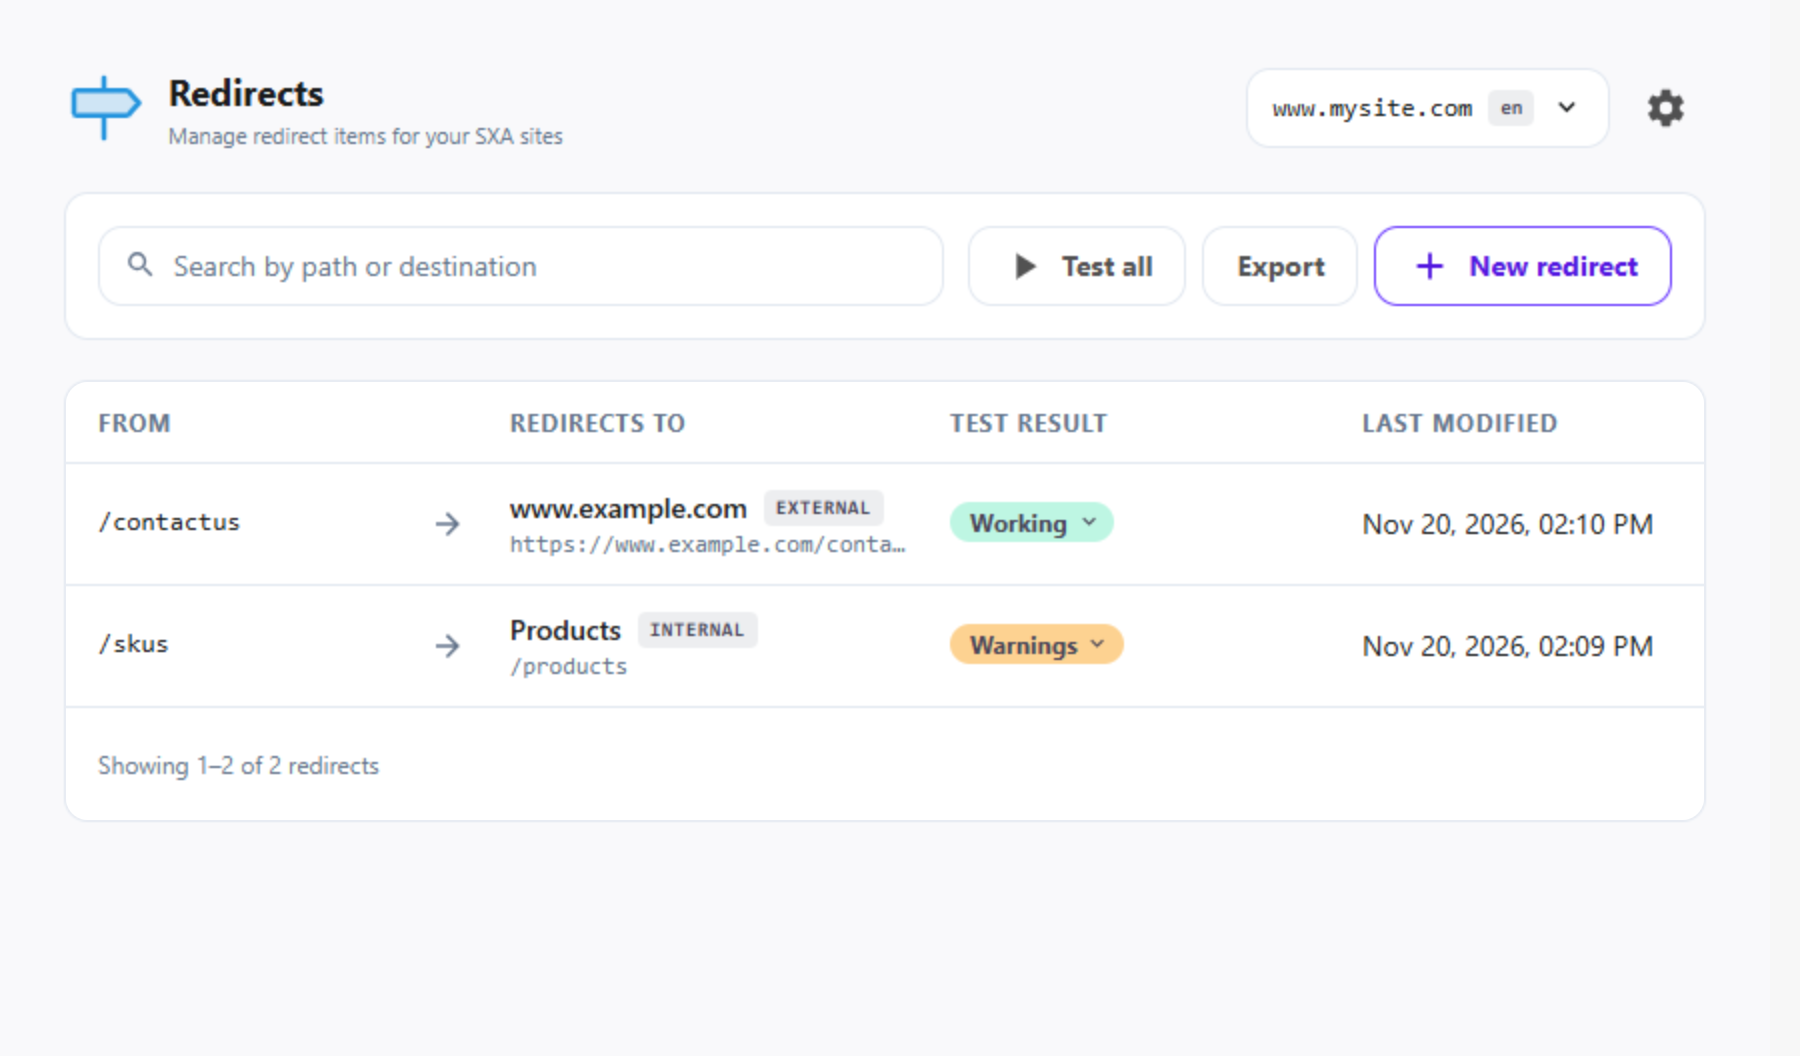 Redirects
Manage redirect items for your SXA sites
www.mysite.com en
Search by path or destination
Test all
Export
New redirect
FROM REDIRECTS TO TEST RESULT LAST MODIFIED
/contactus www.example.com EXTERNAL Working Nov 20, 2026, 02:10 PM
https://www.example.com/conta…
/skus Products INTERNAL Warnings Nov 20, 2026, 02:09 PM
/products
Showing 1–2 of 2 redirects